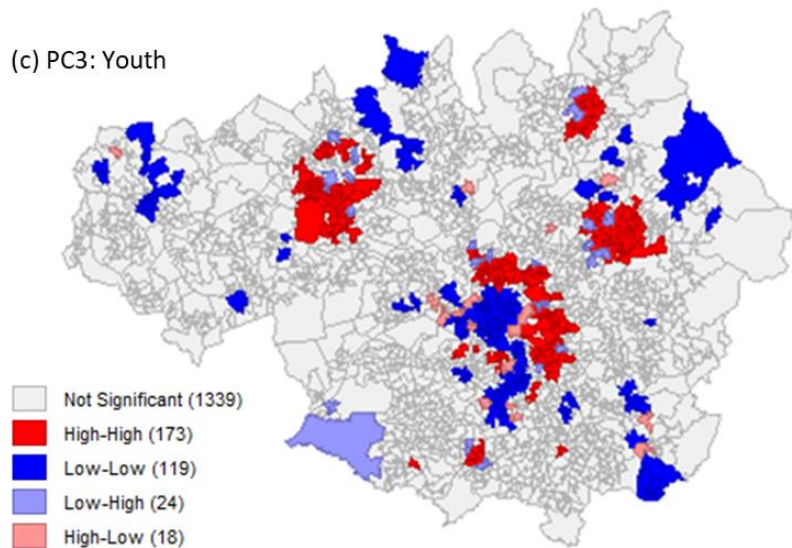 (c) PC3: Youth
Not Significant (1339)
High-High (173)
Low-Low (119)
Low-High (24)
High-Low (18)